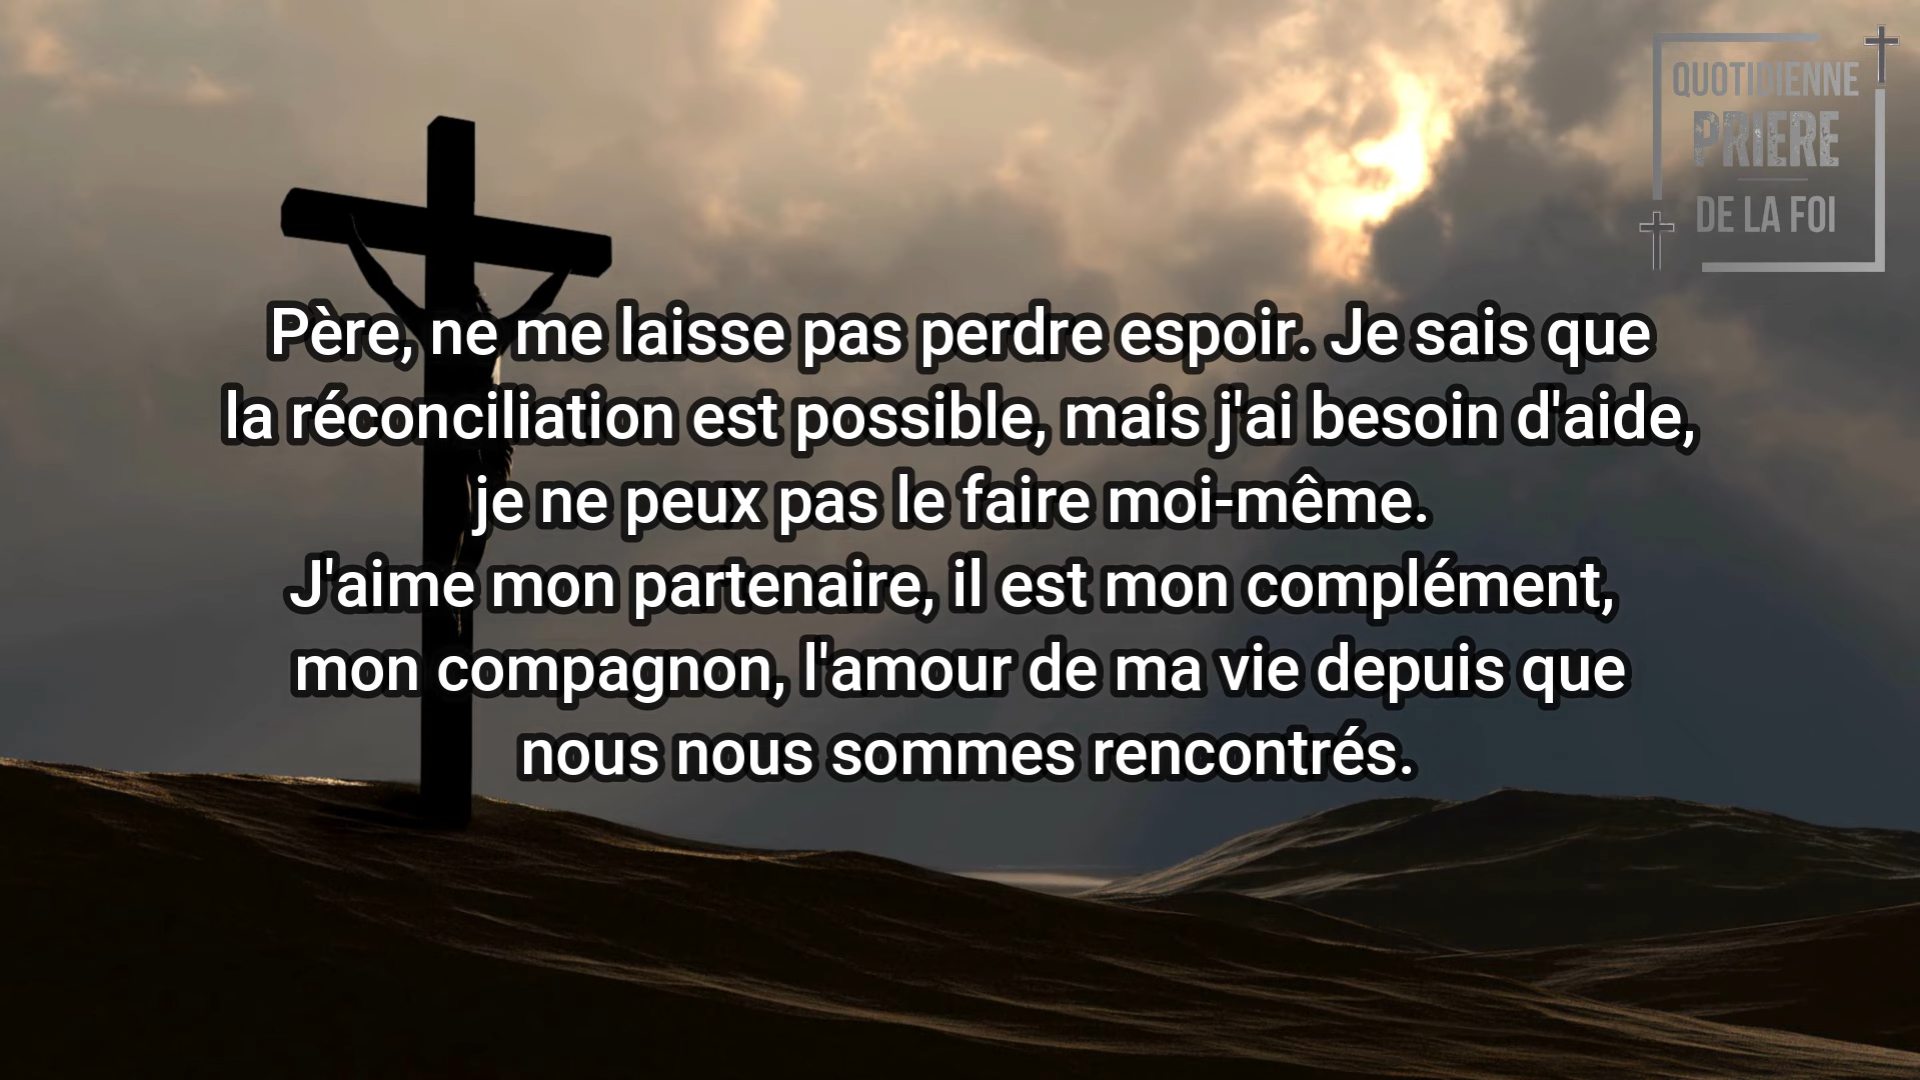 QUOTIDIENNE
PRIERE
DE LA FOI
Père, ne me laisse pas perdre espoir. Je sais que
la réconciliation est possible, mais j'ai besoin d'aide,
je ne peux pas le faire moi-même.
J'aime mon partenaire, il est mon complément,
mon compagnon, l'amour de ma vie depuis que
nous nous sommes rencontrés.